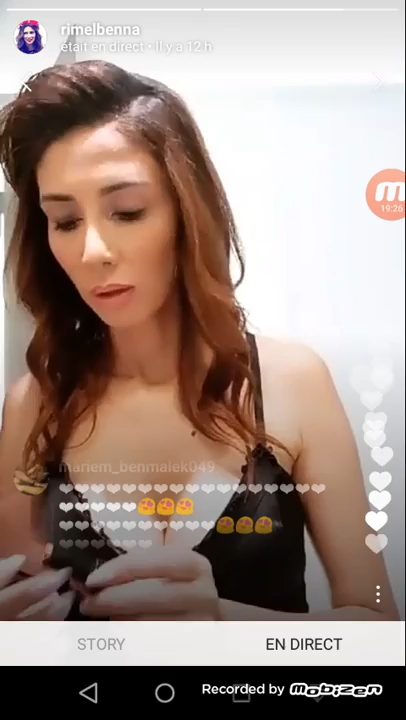 rimelbenna
était en direct • Il y a 12 h
19:26
mariem_benmalek049
❤❤❤❤❤❤❤❤❤❤❤❤❤❤❤❤
❤❤❤❤❤😍😍😍
❤❤❤❤❤❤❤❤❤❤❤❤😍😍😍
❤❤❤❤❤❤
STORY
EN DIRECT
Recorded by mobizen